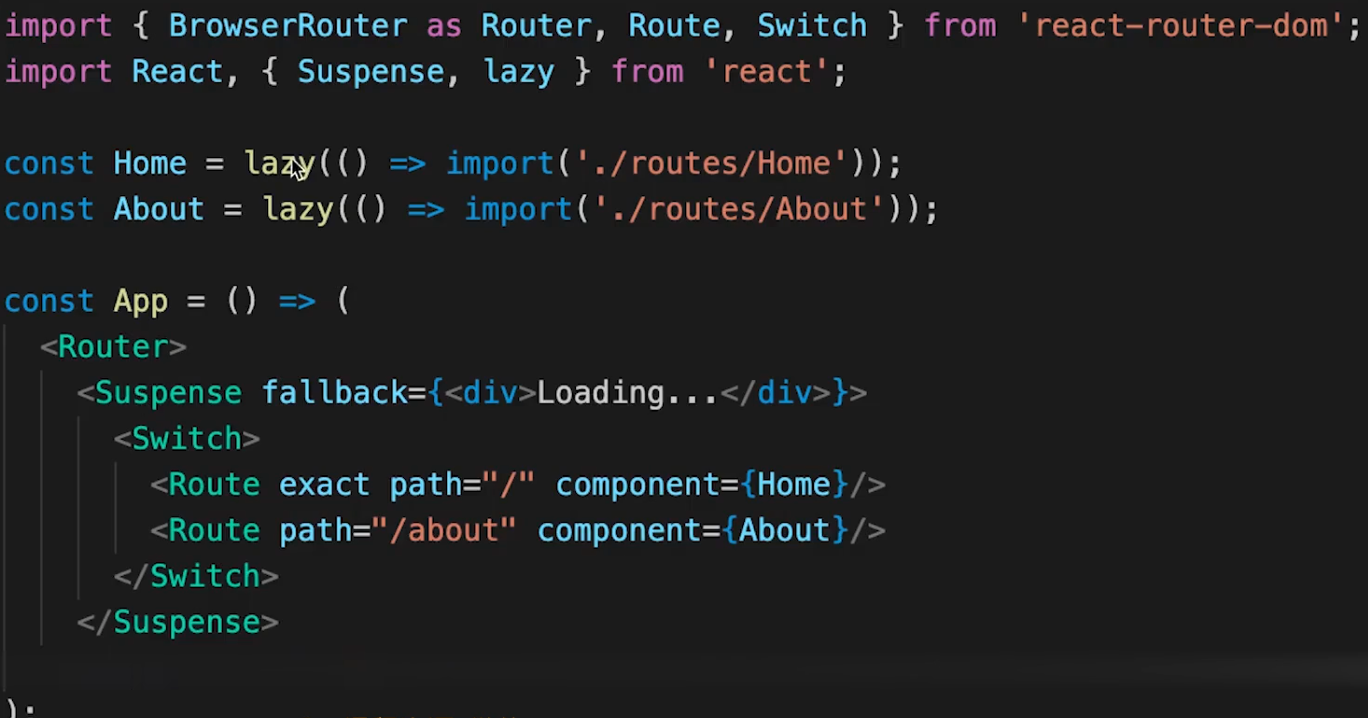 import { BrowserRouter as Router, Route, Switch } from 'react-router-dom';
import React, { Suspense, lazy } from 'react';
const Home = lazy(() => import('./routes/Home'));
const About = lazy(() => import('./routes/About'));
const App = () => (
<Router>
<Suspense fallback={<div>Loading...</div>}>
<Switch>
<Route exact path="/" component={Home}/>
<Route path="/about" component={About}/>
</Switch>
</Suspense>
);